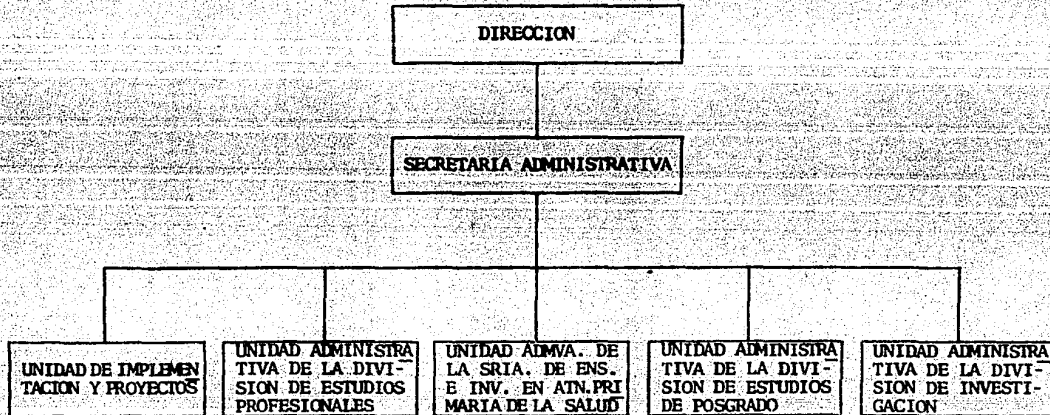 DIRECCION
SECRETARIA ADMINISTRATIVA
UNIDAD DE IMPLEMEN
TACION Y PROYECTOS
UNIDAD ADMINISTRA
TIVA DE LA DIVI-
SION DE ESTUDIOS
PROFESIONALES
UNIDAD ADMVA. DE
LA SRIA. DE ENS.
E INV. EN ATN.PRI
MARIA DE LA SALUD
UNIDAD ADMINISTRA
TIVA DE LA DIVI-
SION DE ESTUDIOS
DE POSGRADO
UNIDAD ADMINISTRA
TIVA DE LA DIVI-
SION DE INVESTI-
GACION